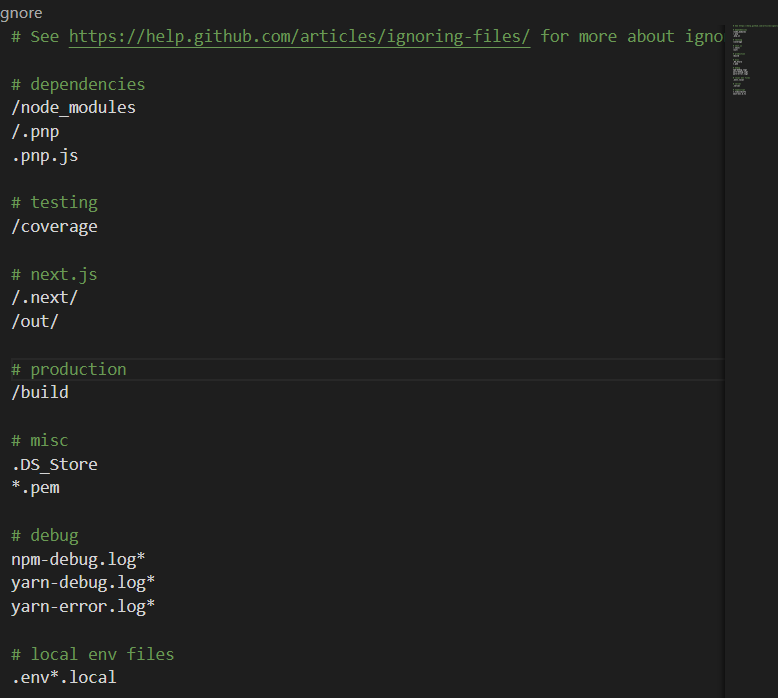 gnore
# See https://help.github.com/articles/ignoring-files/ for more about
# dependencies
/node_modules
/.pnp
.pnp.js
# testing
/coverage
# next.js
/.next/
/out/
# production
/build
# misc
.DS_Store
*.pem
# debug
npm-debug.log*
yarn-debug.log*
yarn-error.log*
# local env files
.env*.local